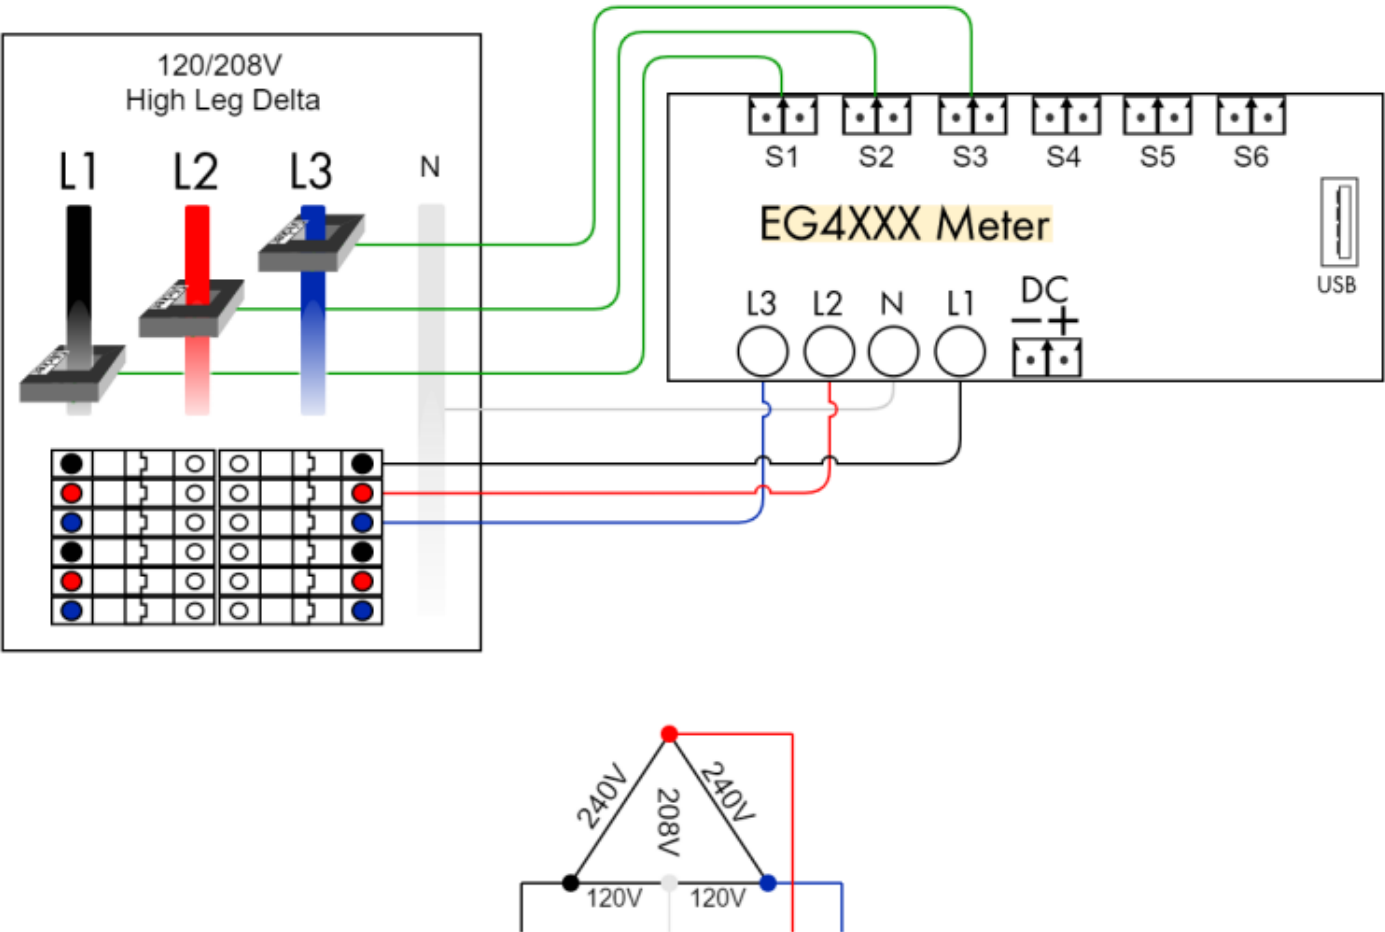 120/208V
High Leg Delta
L1 L2 L3 N
S1 S2 S3 S4 S5 S6
EG4XXX Meter
USB
L3 L2 N L1 DC
− +
240V 240V
208V
120V 120V